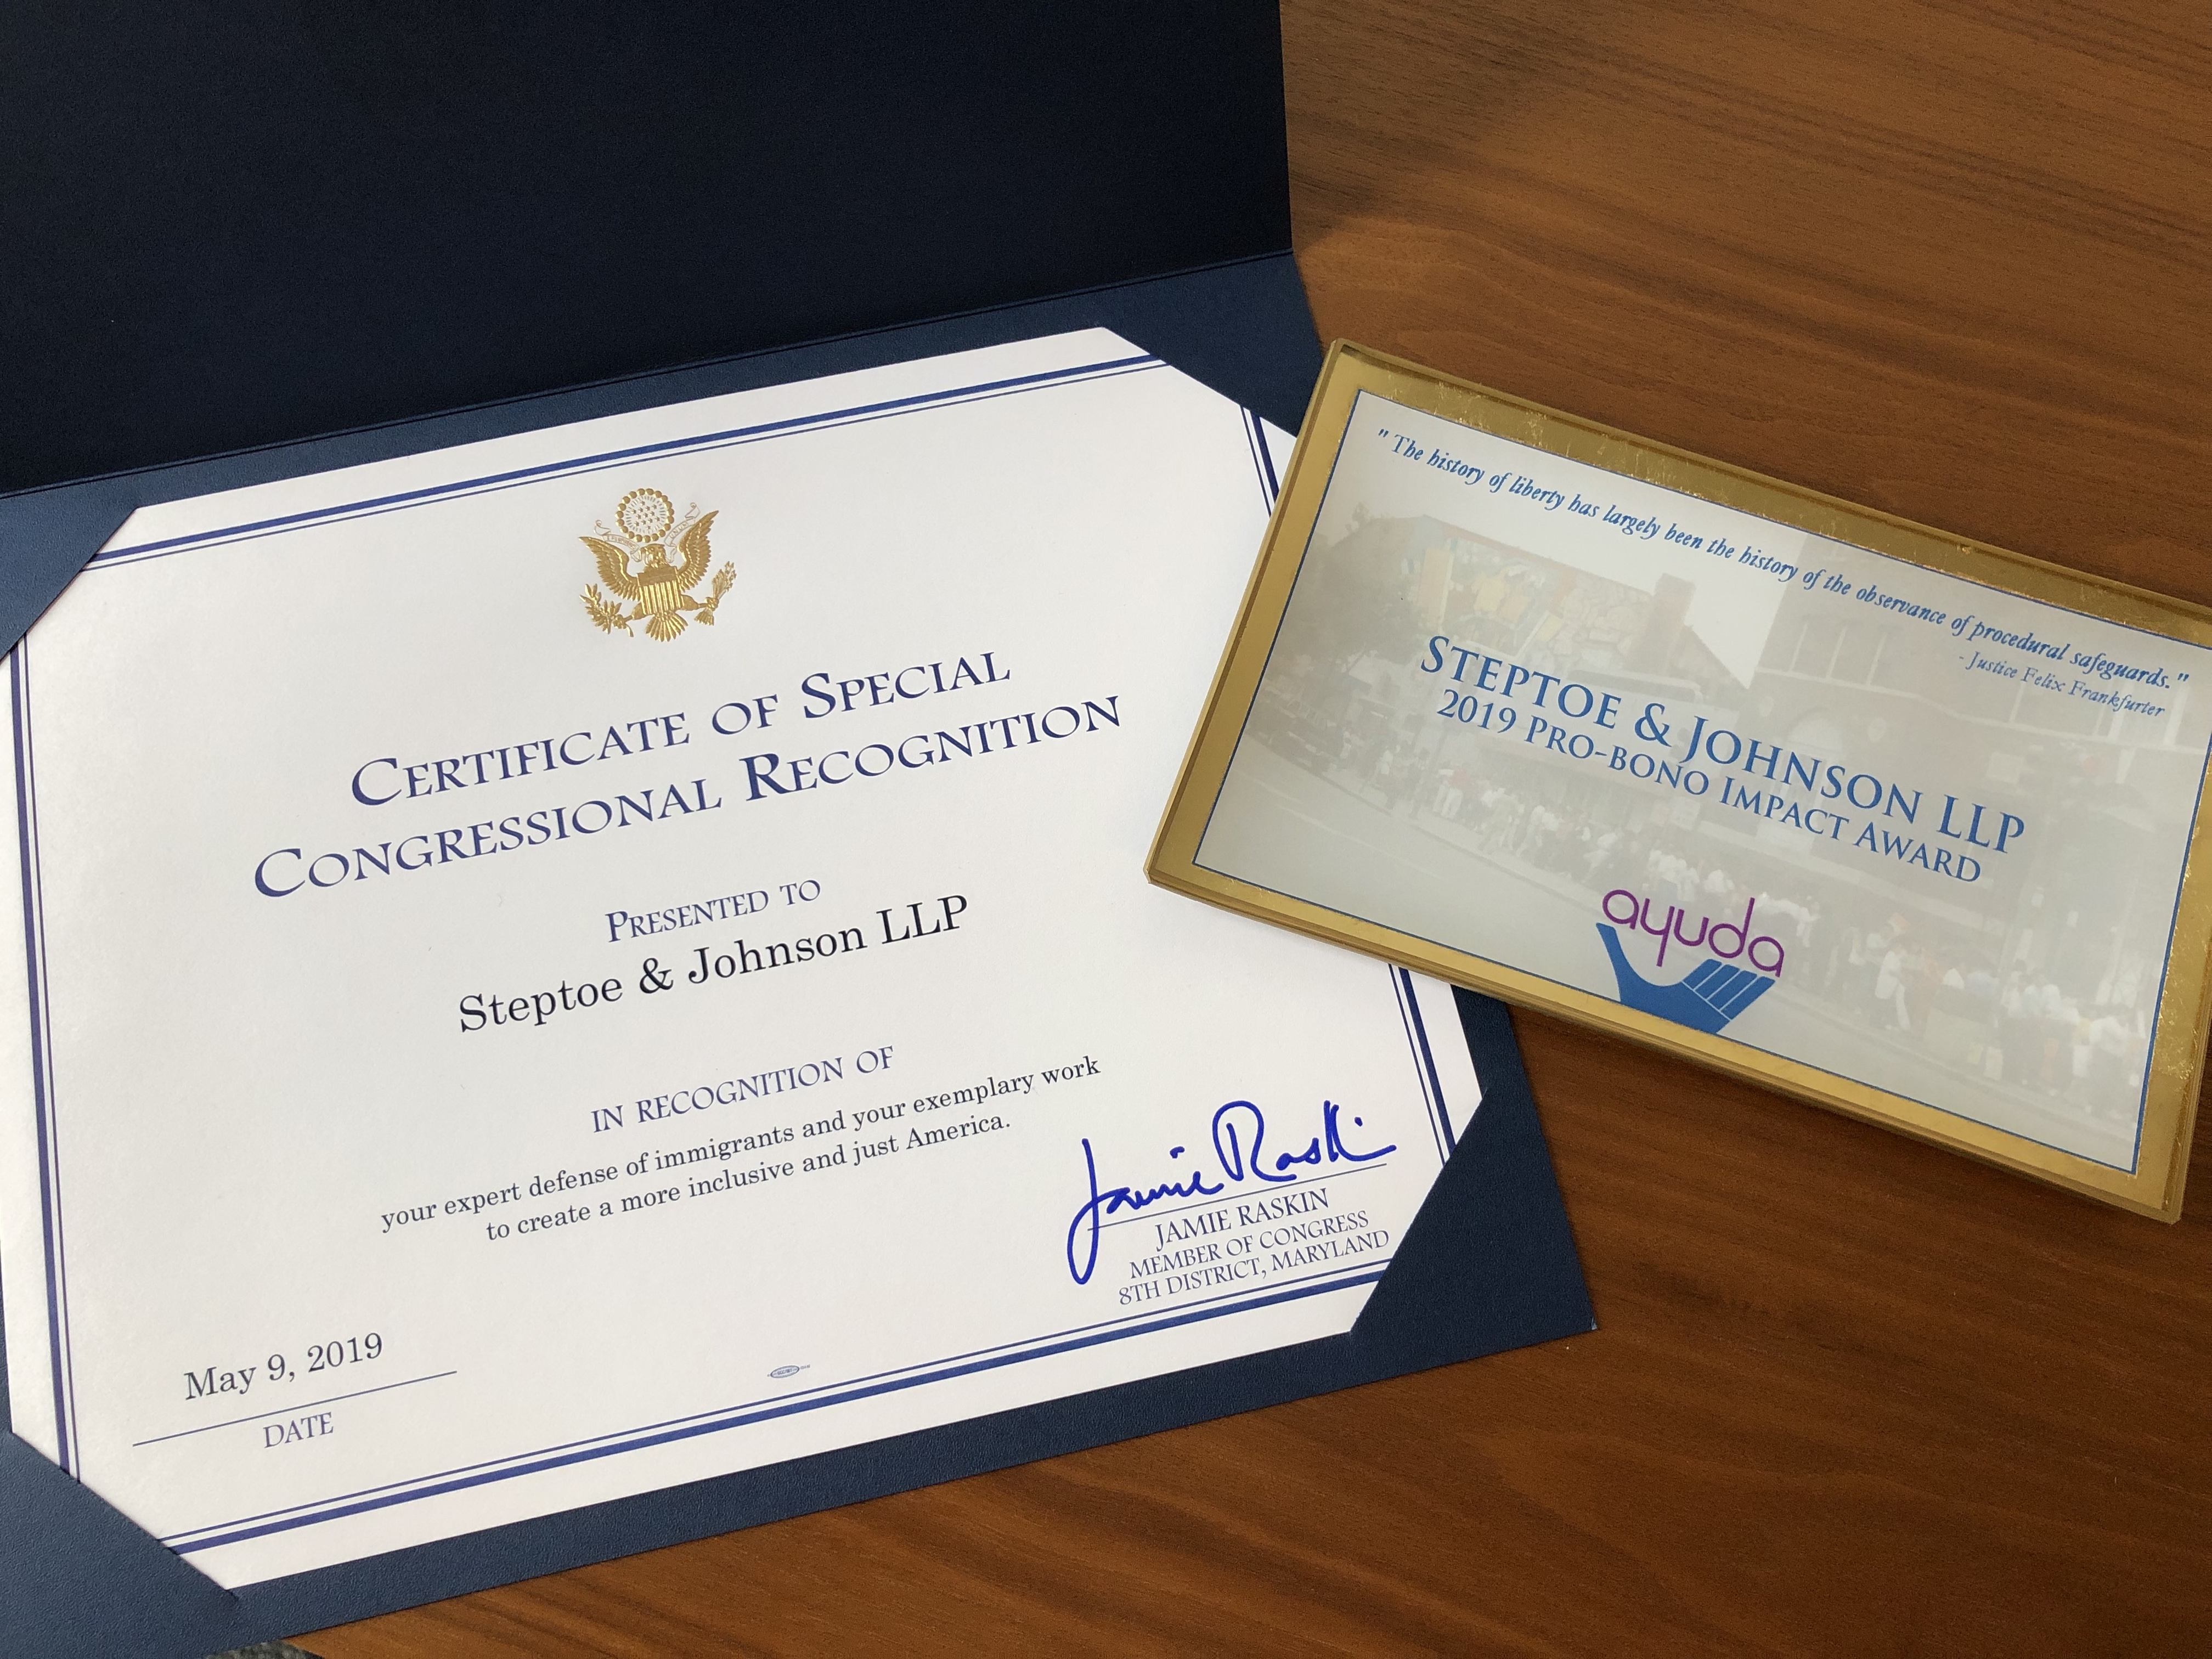 CERTIFICATE OF SPECIAL
CONGRESSIONAL RECOGNITION
PRESENTED TO
Steptoe & Johnson LLP
IN RECOGNITION OF
your expert defense of immigrants and your exemplary work
to create a more inclusive and just America.
Jamie Raskin
JAMIE RASKIN
MEMBER OF CONGRESS
8TH DISTRICT, MARYLAND
May 9, 2019
DATE
"The history of liberty has largely been the history of the observance of procedural safeguards."
- Justice Felix Frankfurter
STEPTOE & JOHNSON LLP
2019 PRO-BONO IMPACT AWARD
ayuda